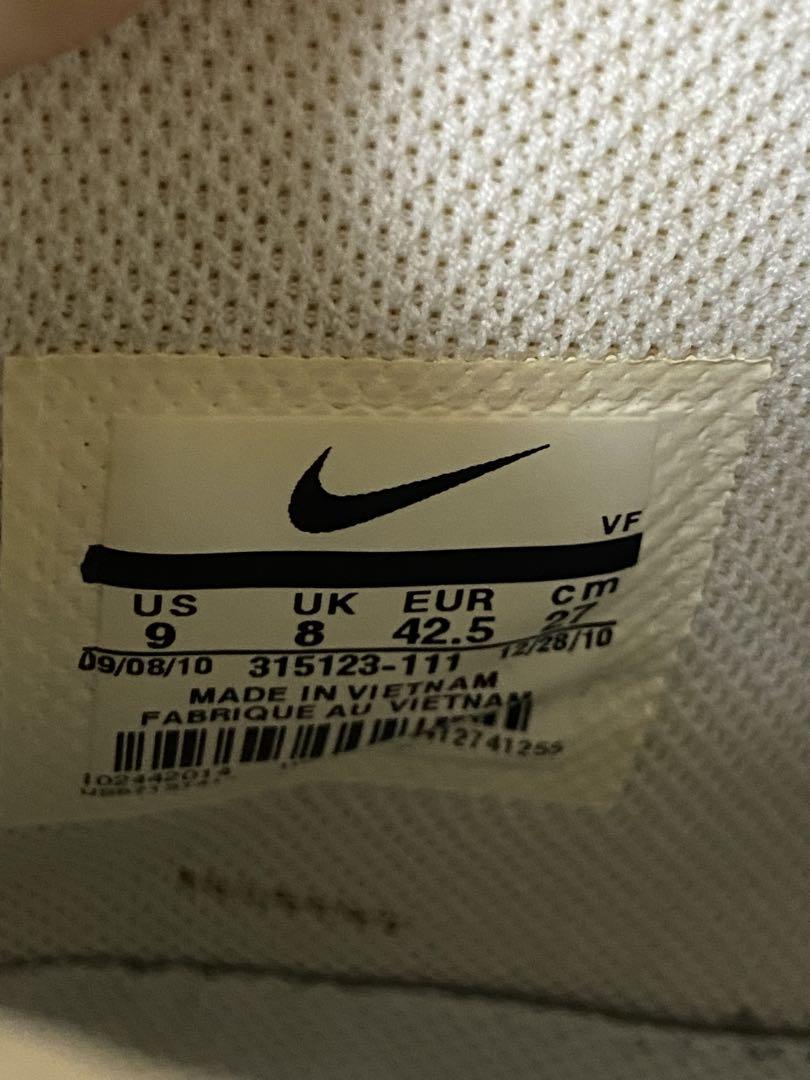 VF
US UK EUR cm
9 8 42.5 27
09/08/10 315123-111 12/28/10
MADE IN VIETNAM
FABRIQUE AU VIETNAM
102442014